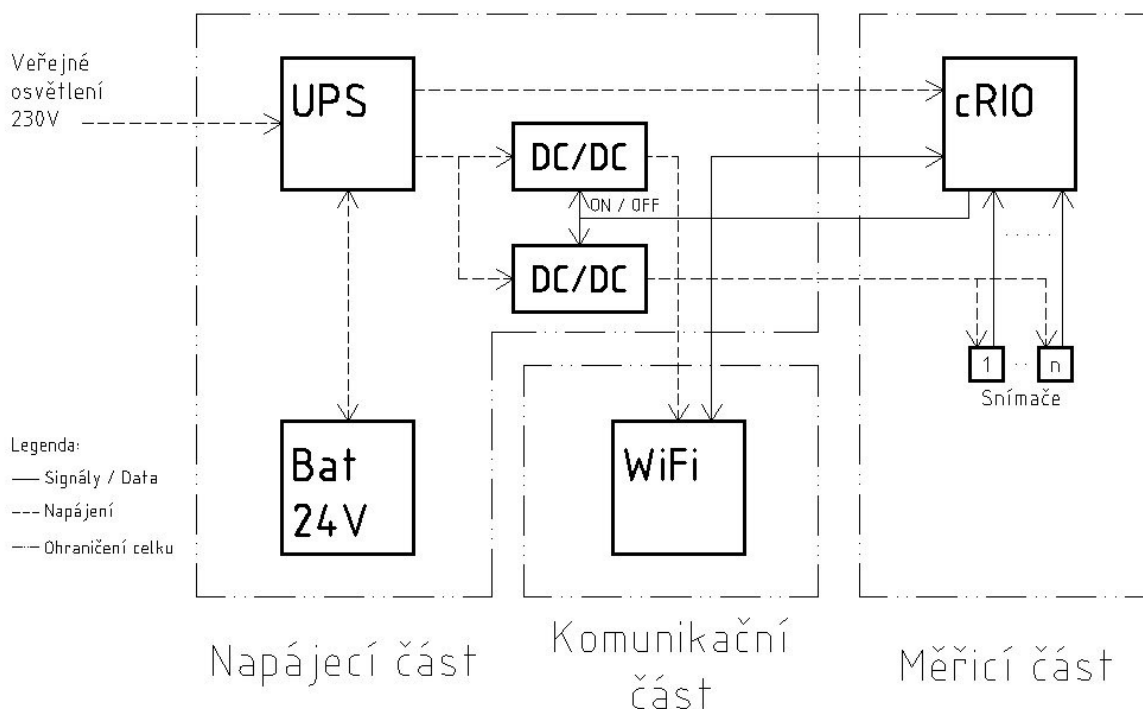 Veřejné
osvětlení
230V
UPS
cRIO
DC/DC
ON / OFF
DC/DC
1
n
Snímače
Bat
24V
WiFi
Legenda:
Signály / Data
Napájení
Ohraničení celku
Napájecí část
Komunikační
část
Měřicí část